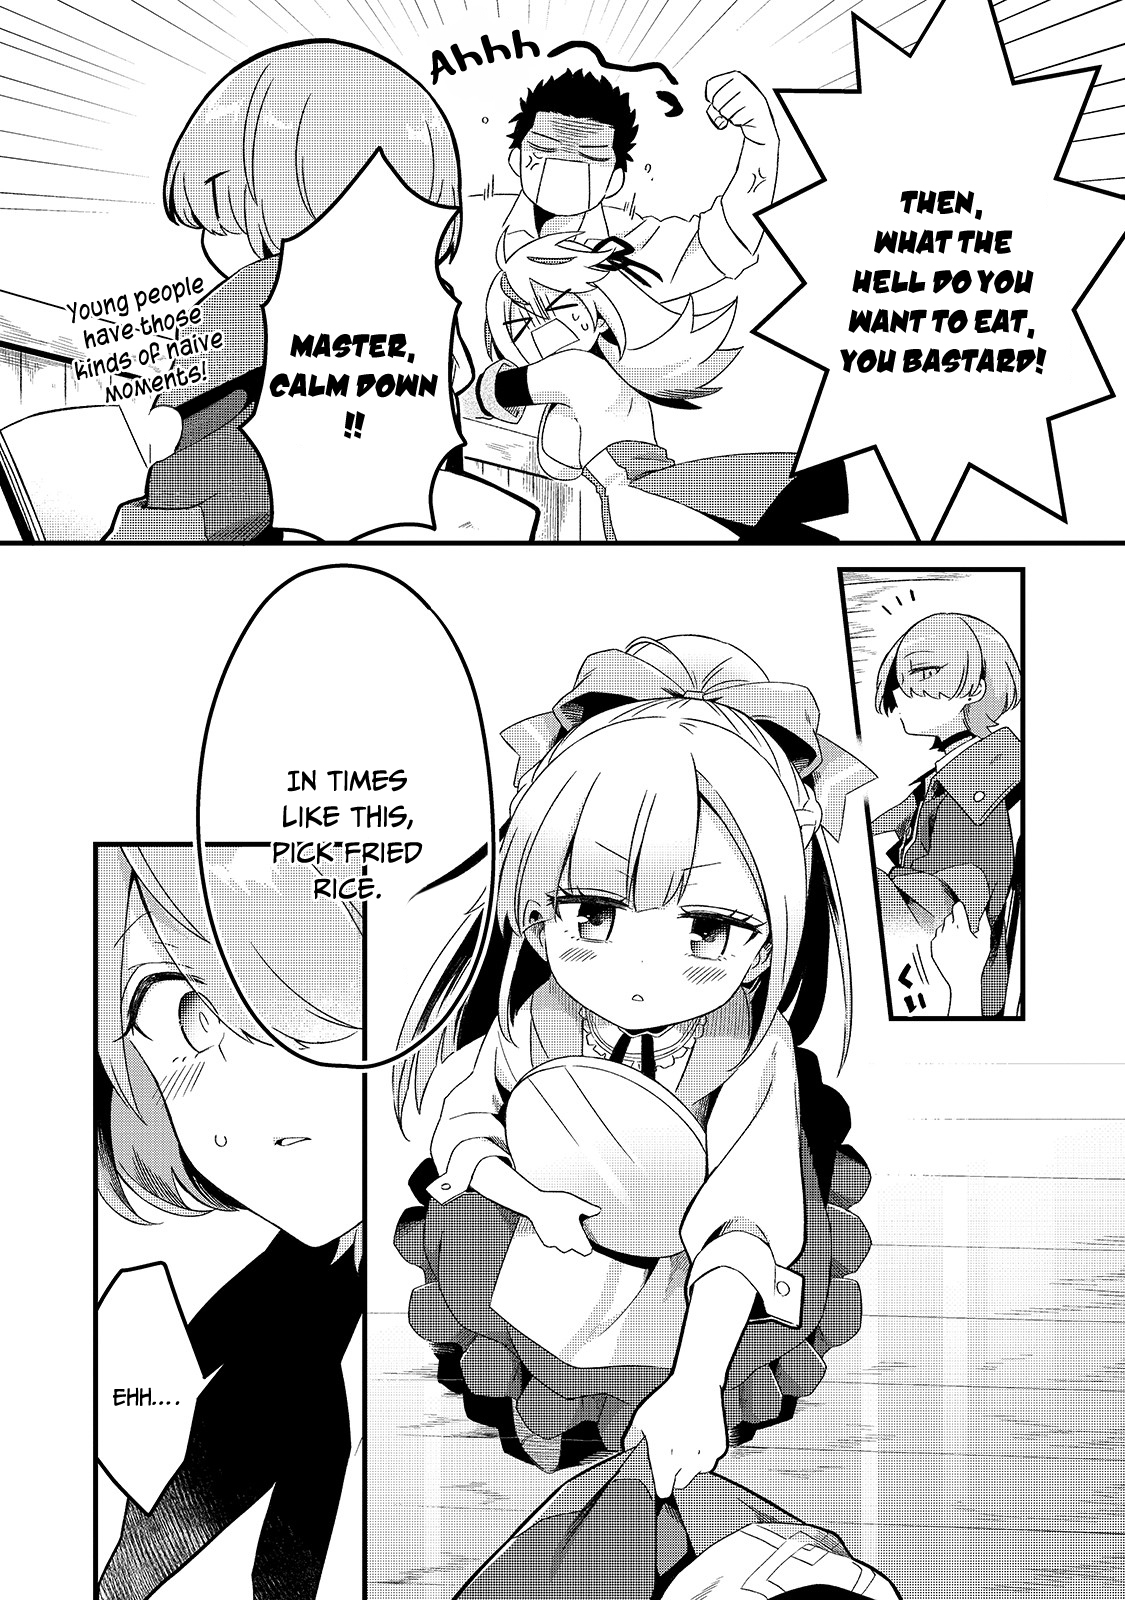 THEN,
WHAT THE
HELL DO YOU
WANT TO EAT,
YOU BASTARD!
Ahhh
MASTER,
CALM DOWN
!!
Young people
have those
kinds of naive
moments!
IN TIMES
LIKE THIS,
PICK FRIED
RICE.
EHH....